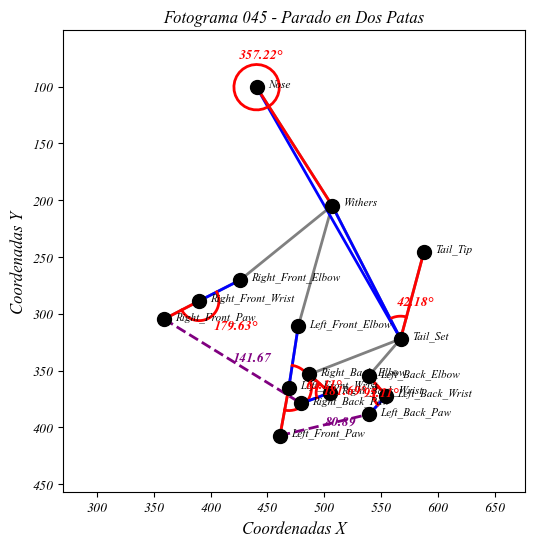 Fotograma 045 - Parado en Dos Patas
357.22°
Nose
Withers
Tail_Tip
Right_Front_Elbow
42.18°
Right_Front_Wrist
Right_Front_Paw
179.63°
Left_Front_Elbow
Tail_Set
141.67
Right_Back_Elbow
Left_Back_Elbow
Left_Back_Wrist
Left_Back_Paw
Left_Front_Paw
80.89
100
150
200
250
300
350
400
450
300
350
400
450
500
550
600
650
Coordenadas Y
Coordenadas X